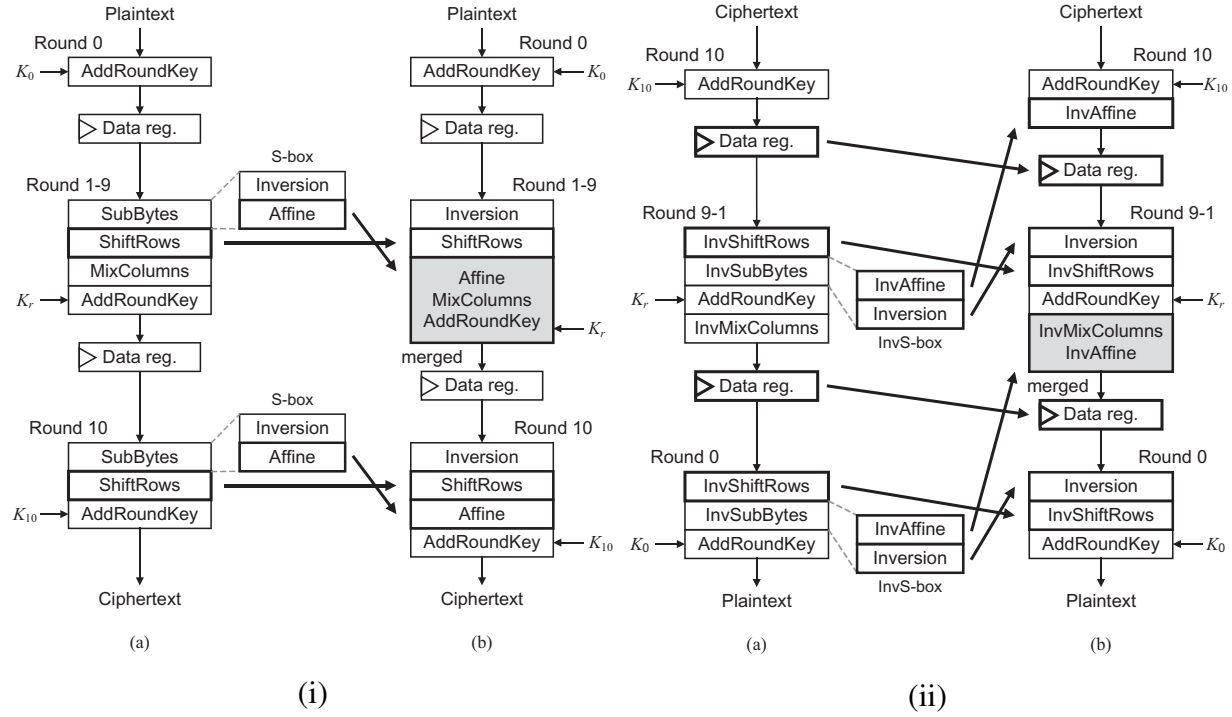 Plaintext
Round 0
K0
AddRoundKey
Data reg.
Round 1-9
SubBytes
ShiftRows
MixColumns
Kr
AddRoundKey
S-box
Inversion
Affine
Data reg.
Round 10
SubBytes
ShiftRows
K10
AddRoundKey
S-box
Inversion
Affine
Ciphertext
(a)
Plaintext
Round 0
AddRoundKey
K0
Data reg.
Round 1-9
Inversion
ShiftRows
Affine
MixColumns
AddRoundKey
Kr
merged
Data reg.
Round 10
Inversion
ShiftRows
Affine
AddRoundKey
K10
Ciphertext
(b)
(i)
Ciphertext
Round 10
K10
AddRoundKey
Data reg.
Round 9-1
InvShiftRows
InvSubBytes
Kr
AddRoundKey
InvMixColumns
InvAffine
Inversion
InvS-box
Data reg.
Round 0
InvShiftRows
InvSubBytes
K0
AddRoundKey
InvAffine
Inversion
InvS-box
Plaintext
(a)
Ciphertext
Round 10
AddRoundKey
K10
InvAffine
Data reg.
Round 9-1
Inversion
InvShiftRows
AddRoundKey
Kr
InvMixColumns
InvAffine
merged
Data reg.
Round 0
Inversion
InvShiftRows
AddRoundKey
K0
Plaintext
(b)
(ii)